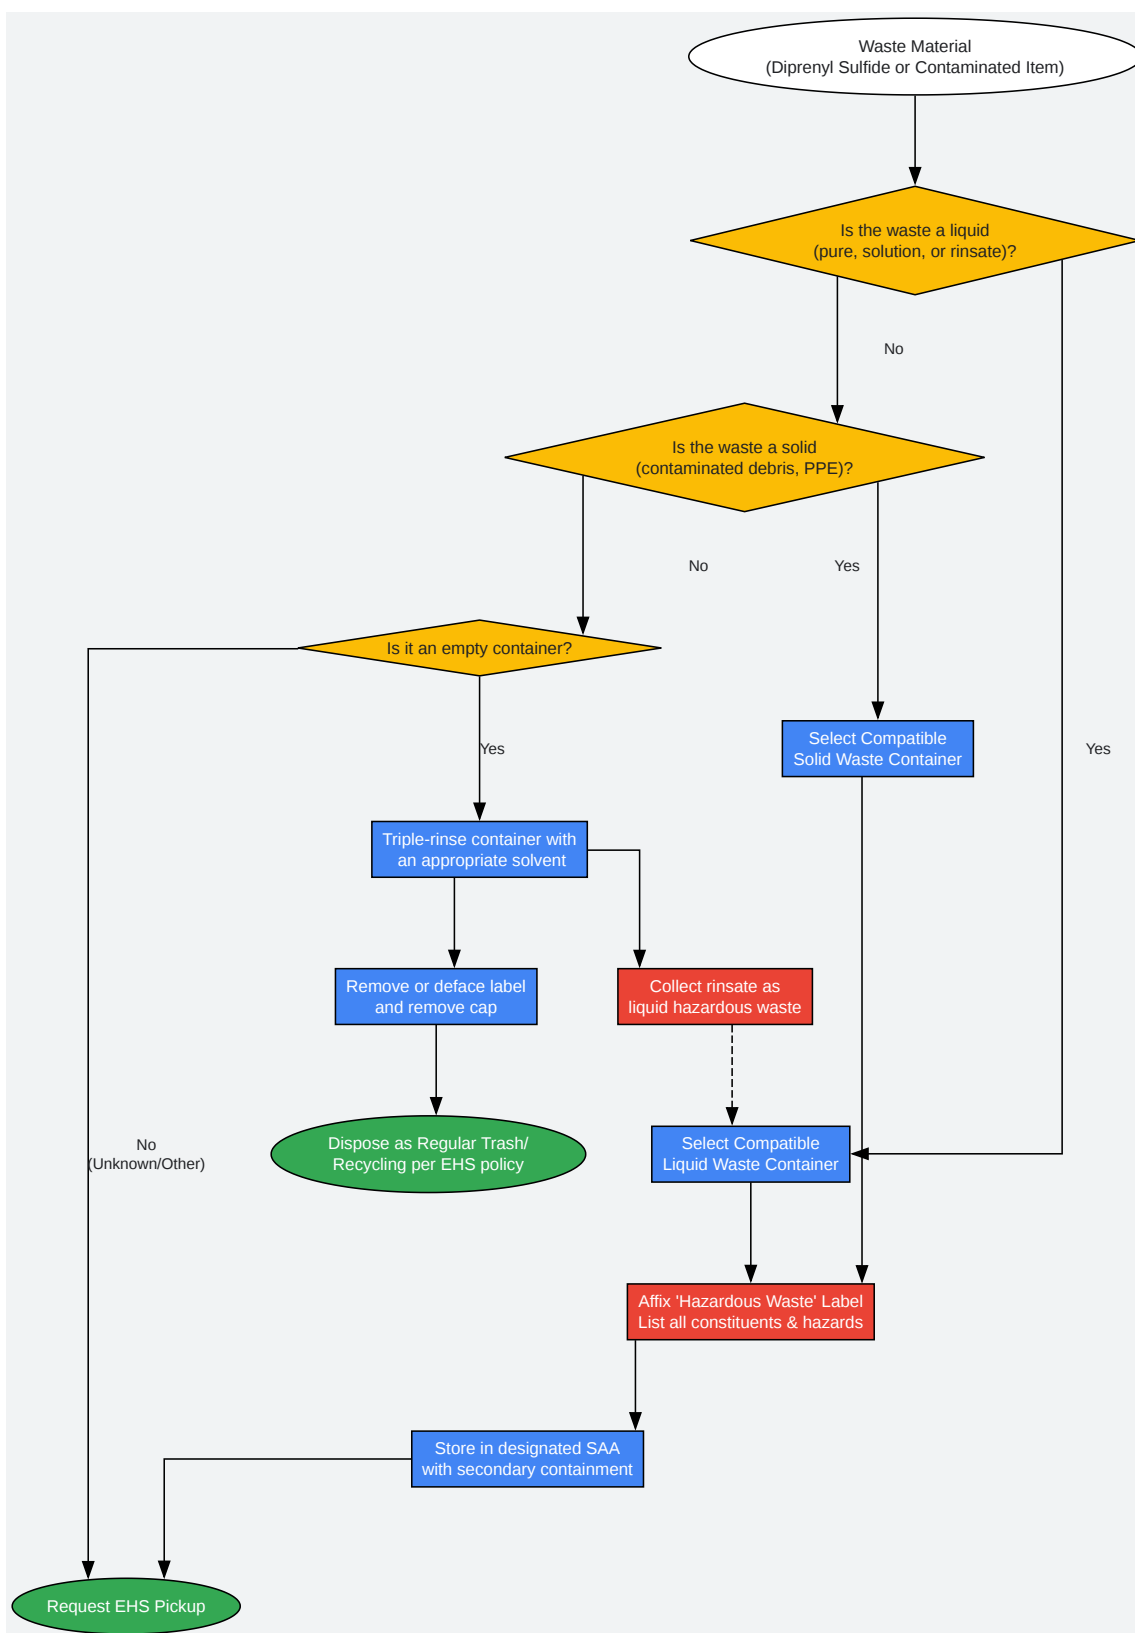 Waste Material
(Diprenyl Sulfide or Contaminated Item)
Is the waste a liquid
(pure, solution, or rinsate)?
No
Is the waste a solid
(contaminated debris, PPE)?
No
Yes
Is it an empty container?
Select Compatible
Solid Waste Container
Yes
Yes
Triple-rinse container with
an appropriate solvent
Remove or deface label
and remove cap
Collect rinsate as
liquid hazardous waste
No
(Unknown/Other)
Dispose as Regular Trash/
Recycling per EHS policy
Select Compatible
Liquid Waste Container
Affix 'Hazardous Waste' Label
List all constituents & hazards
Store in designated SAA
with secondary containment
Request EHS Pickup